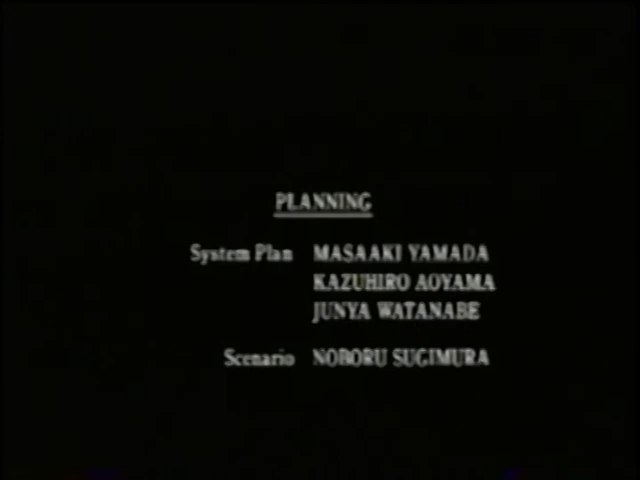 PLANNING
System Plan MASAAKI YAMADA
KAZUHIRO AOYAMA
JUNYA WATANABE
Scenario NOBORU SUGIMURA